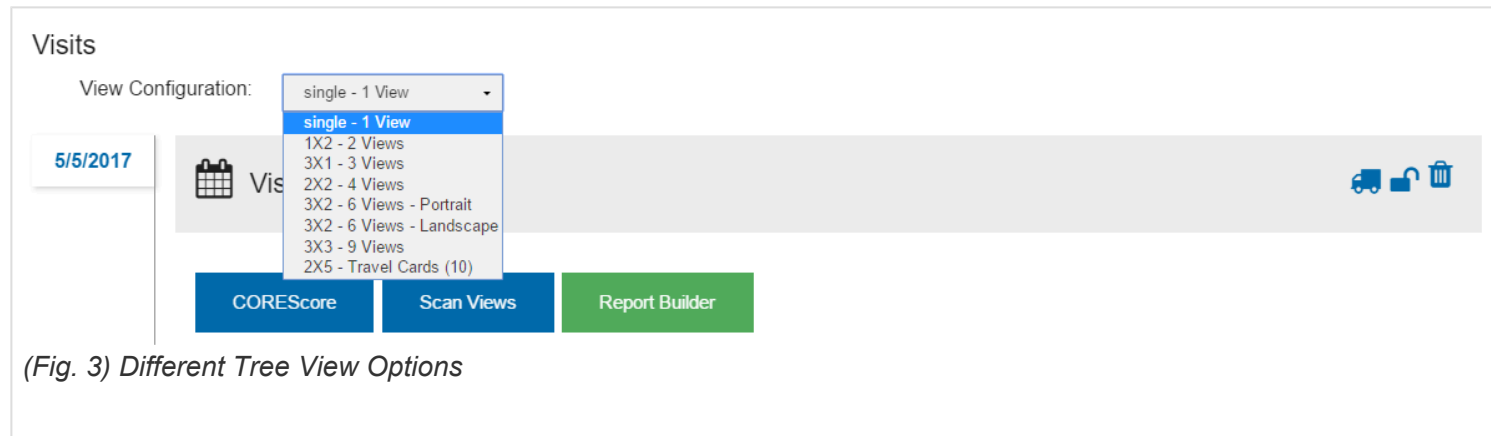 Visits
View Configuration:
single - 1 View
single - 1 View
1X2 - 2 Views
3X1 - 3 Views
2X2 - 4 Views
3X2 - 6 Views - Portrait
3X2 - 6 Views - Landscape
3X3 - 9 Views
2X5 - Travel Cards (10)
5/5/2017
Vis
COREScore
Scan Views
Report Builder
(Fig. 3) Different Tree View Options